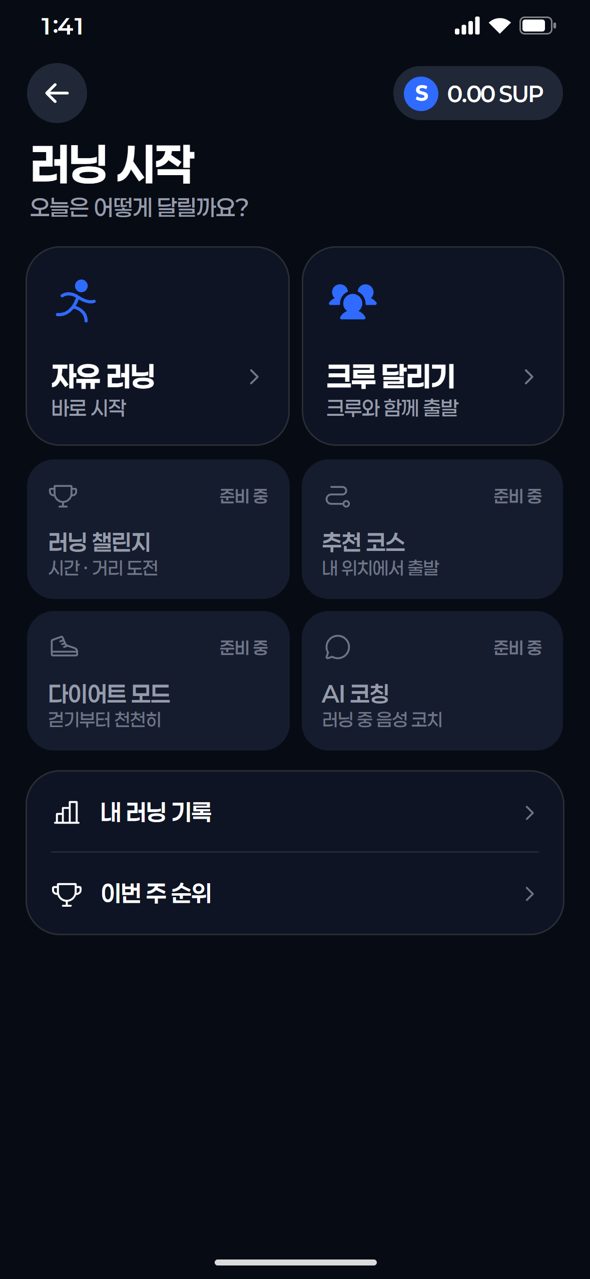 1:41
S 0.00 SUP
러닝 시작
오늘은 어떻게 달릴까요?
자유 러닝
바로 시작
크루 달리기
크루와 함께 출발
준비 중
러닝 챌린지
시간 · 거리 도전
준비 중
추천 코스
내 위치에서 출발
준비 중
다이어트 모드
걷기부터 천천히
준비 중
AI 코칭
러닝 중 음성 코치
내 러닝 기록
이번 주 순위